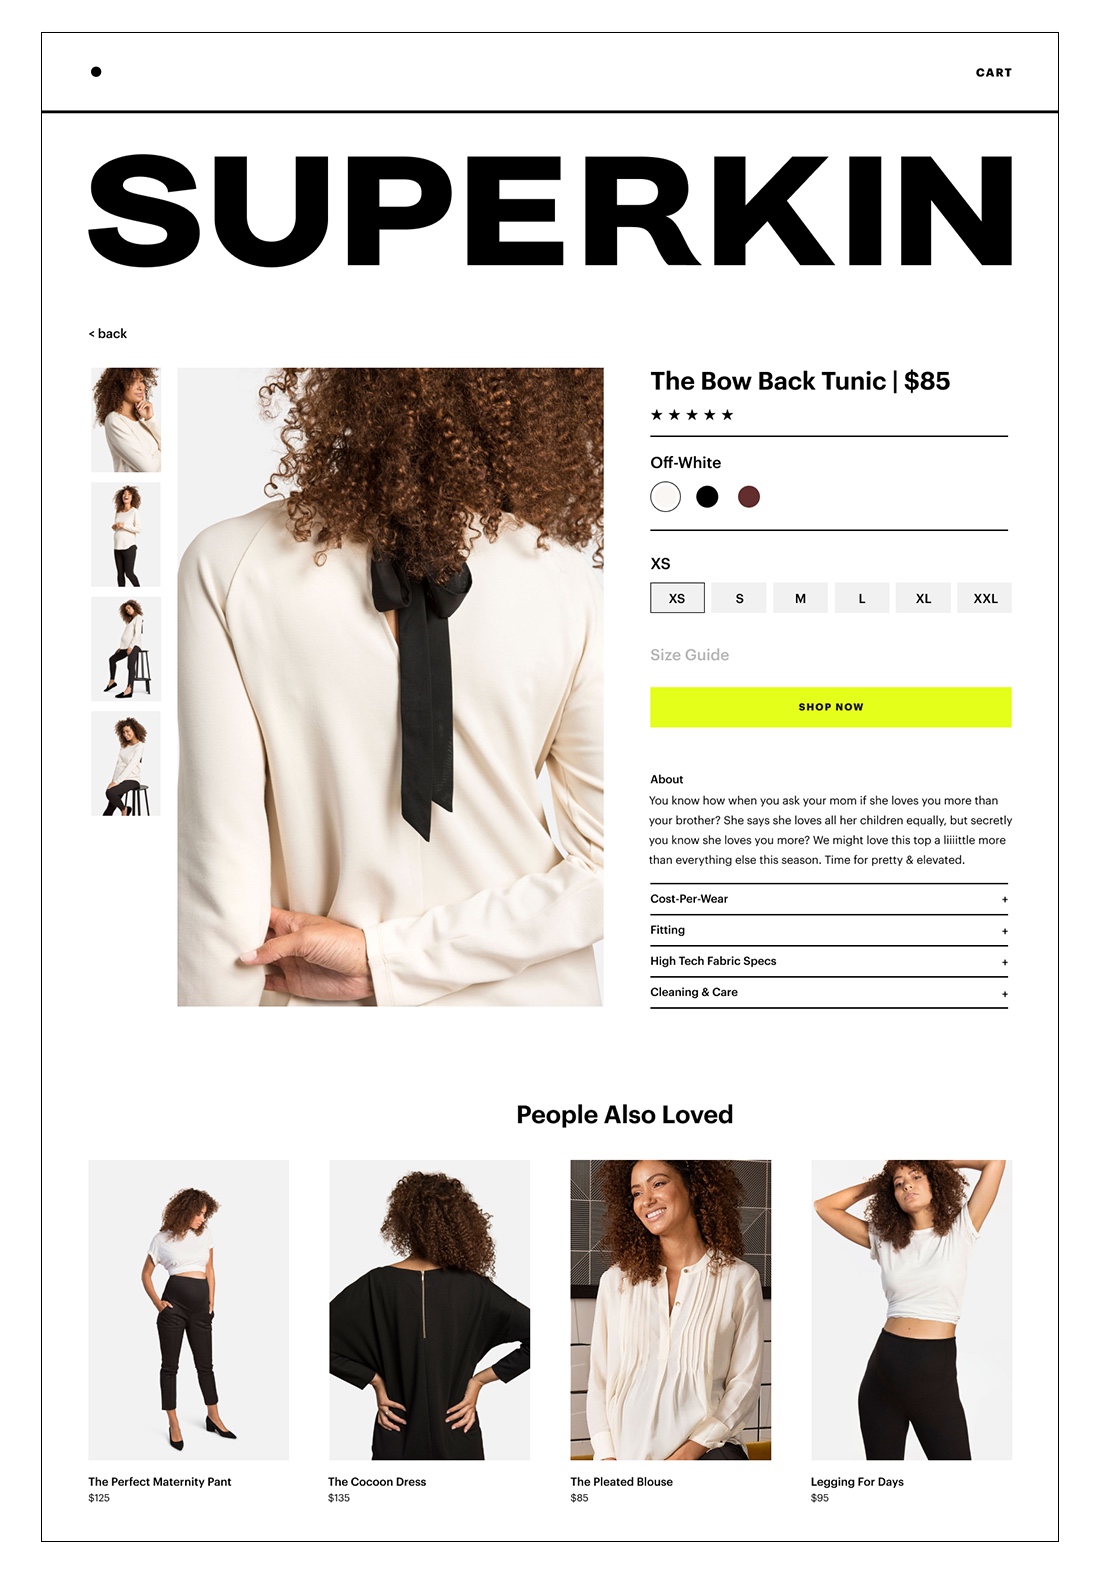 CART
SUPERKIN
< back
The Bow Back Tunic | $85
Off-White
XS
XS S M L XL XXL
Size Guide
SHOP NOW
About
You know how when you ask your mom if she loves you more than
your brother? She says she loves all her children equally, but secretly
you know she loves you more? We might love this top a liiiittle more
than everything else this season. Time for pretty & elevated.
Cost-Per-Wear +
Fitting +
High Tech Fabric Specs +
Cleaning & Care +
People Also Loved
The Perfect Maternity Pant
$125
The Cocoon Dress
$135
The Pleated Blouse
$85
Legging For Days
$95